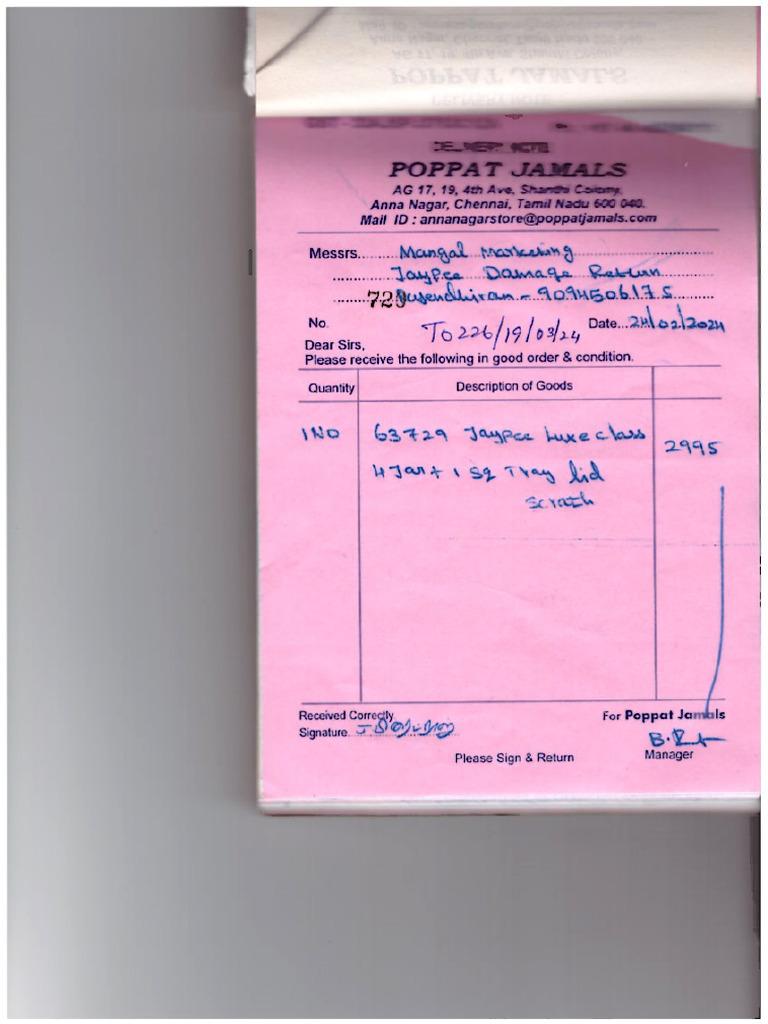 DELIVERY NOTE
POPPAT JAMALS
AG 17, 19, 4th Ave, Shanthi Colony,
Anna Nagar, Chennai, Tamil Nadu 600 040.
Mail ID : annanagarstore@poppatjamals.com
Messrs. Mangal Marketing
JayPee Damage Return
729 - 9094506175
No. TO226/19/03/24 Date. 24/02/2024
Dear Sirs,
Please receive the following in good order & condition.
Quantity Description of Goods
1NO 63729 JayPee Luxe class 2995
4 Jar + 1 SQ Tray lid
scrath
Received Correctly For Poppat Jamals
Signature.
Please Sign & Return Manager